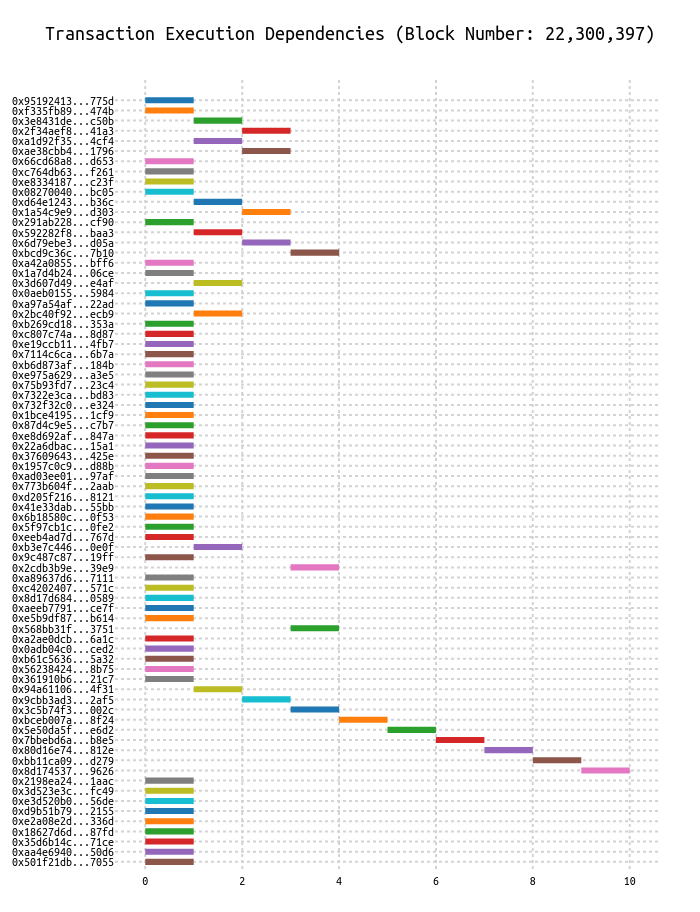 Transaction Execution Dependencies (Block Number: 22,300,397)
0x95192413...775d
0xf335fb89...474b
0x3e8431de...c50b
0x2f34aef8...41a3
0xa1d92f35...4cf4
0xae38cbb4...1796
0x66cd68a8...d653
0xc764db63...f261
0xe8334187...c23f
0x08270040...bc05
0xd64e1243...b36c
0x1a54c9e9...d303
0x291ab228...cf90
0x592282f8...baa3
0x6d79ebe3...d05a
0xbcd9c36c...7b10
0xa42a0855...bff6
0x1a7d4b24...06ce
0x3d607d49...e4af
0x0aeb0155...5984
0xa97a54af...22ad
0x2bc40f92...ecb9
0xb269cd18...353a
0xc807c74a...8d87
0xe19ccb11...4fb7
0x7114c6ca...6b7a
0xb6d873af...184b
0xe975a629...a3e5
0x75b93fd7...23c4
0x7322e3ca...bd83
0x732f32c0...e324
0x1bce4195...1cf9
0x87d4c9e5...c7b7
0xe8d692af...847a
0x22a6dbac...15a1
0x37609643...425e
0x1957c0c9...d88b
0xad03ee01...97af
0x773b604f...2aab
0xd205f216...8121
0x41e33dab...55bb
0x6b18580c...0f53
0x5f97cb1c...0fe2
0xeeb4ad7d...767d
0xb3e7c446...0e0f
0x9c487c87...19ff
0x2cdb3b9e...39e9
0xa89637d6...7111
0xc4202407...571c
0x8d17d684...0589
0xaeeb7791...ce7f
0xe5b9df87...b614
0x568bb31f...3751
0xa2ae0dcb...6a1c
0x0adb04c0...ced2
0xb61c5636...5a32
0x56238424...8b75
0x361910b6...21c7
0x94a61106...4f31
0x9cbb3ad3...2af5
0x3c5b74f3...002c
0xbceb007a...8f24
0x5e50da5f...e6d2
0x7bbebd6a...b8e5
0x80d16e74...812e
0xbb11ca09...d279
0x8d174537...9626
0x2198ea24...1aac
0x3d523e3c...fc49
0xe3d520b0...56de
0xd9b51b79...2155
0xe2a08e2d...336d
0x18627d6d...87fd
0x35d6b14c...71ce
0xaa4e6940...50d6
0x501f21db...7055
0 2 4 6 8 10